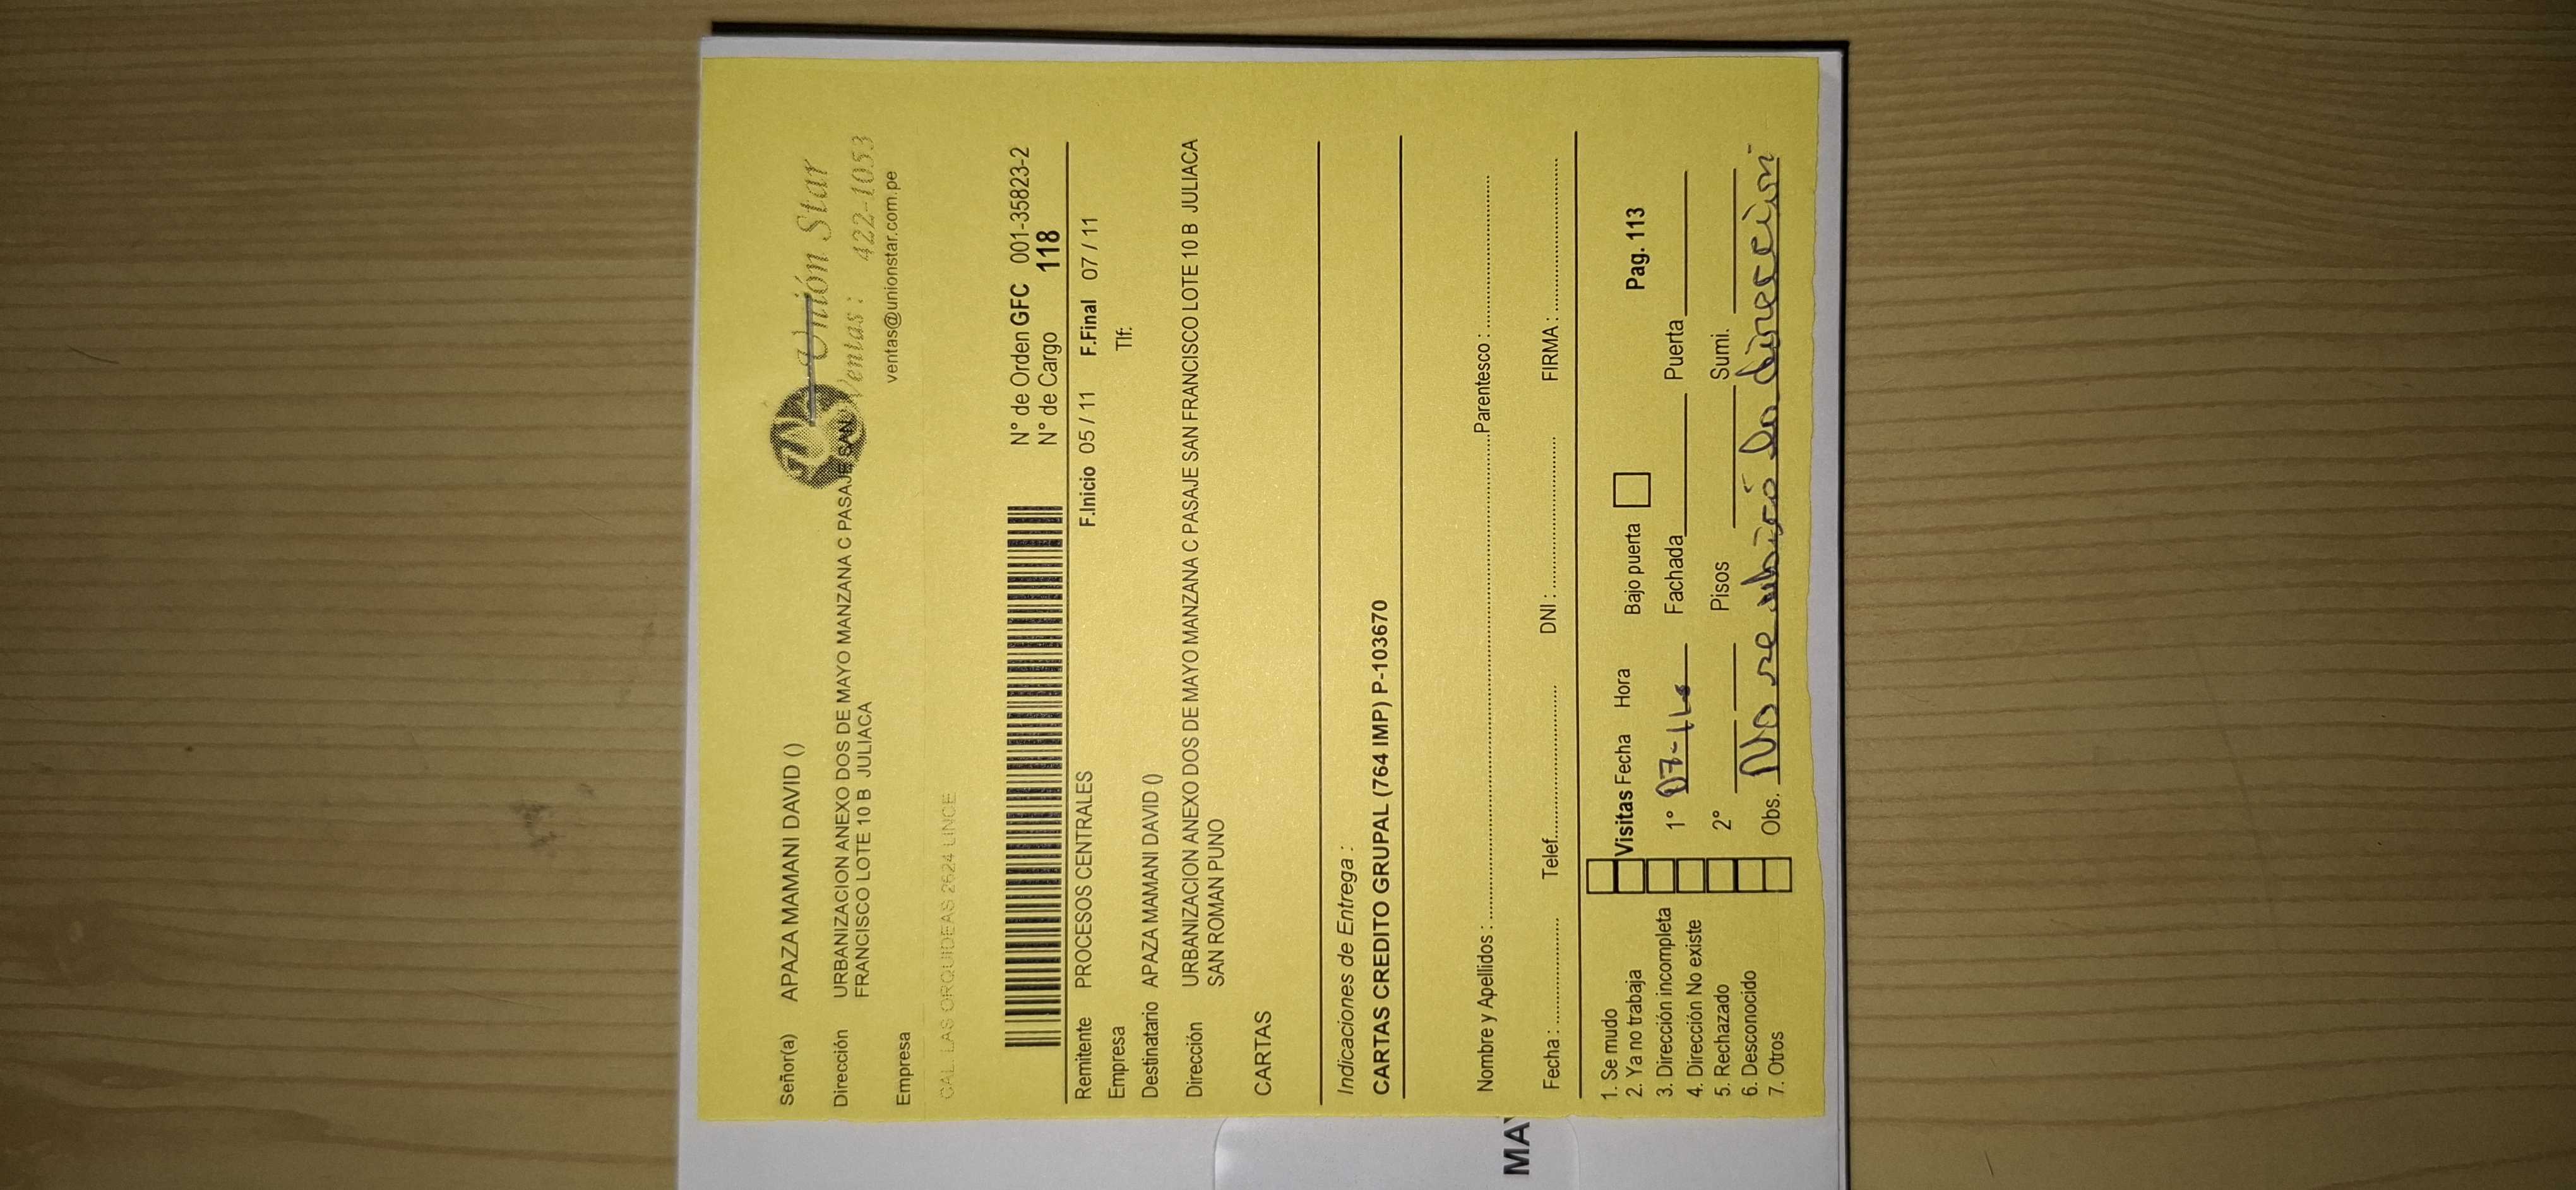 Unión Star
Ventas : 422-1053
ventas@unionstar.com.pe
Señor(a) APAZA MAMANI DAVID ()
Dirección URBANIZACION ANEXO DOS DE MAYO MANZANA C PASAJE SAN
FRANCISCO LOTE 10 B JULIACA
Empresa
CAL. LAS ORQUIDEAS 2624 LINCE
N° de Orden GFC 001-35823-2
N° de Cargo 118
Remitente PROCESOS CENTRALES F.Inicio 05 / 11 F.Final 07 / 11
Empresa Tlf:
Destinatario APAZA MAMANI DAVID ()
Dirección URBANIZACION ANEXO DOS DE MAYO MANZANA C PASAJE SAN FRANCISCO LOTE 10 B JULIACA
SAN ROMAN PUNO
CARTAS
Indicaciones de Entrega :
CARTAS CREDITO GRUPAL (764 IMP) P-103670
Nombre y Apellidos : Parentesco :
Fecha : Telef. DNI : FIRMA :
1. Se mudo
2. Ya no trabaja
3. Dirección incompleta
4. Dirección No existe
5. Rechazado
6. Desconocido
7. Otros
Visitas Fecha Hora Bajo puerta Pag. 113
1° Fachada Puerta
2° Pisos Sumi.
Obs. No se ubicó la dirección
MA